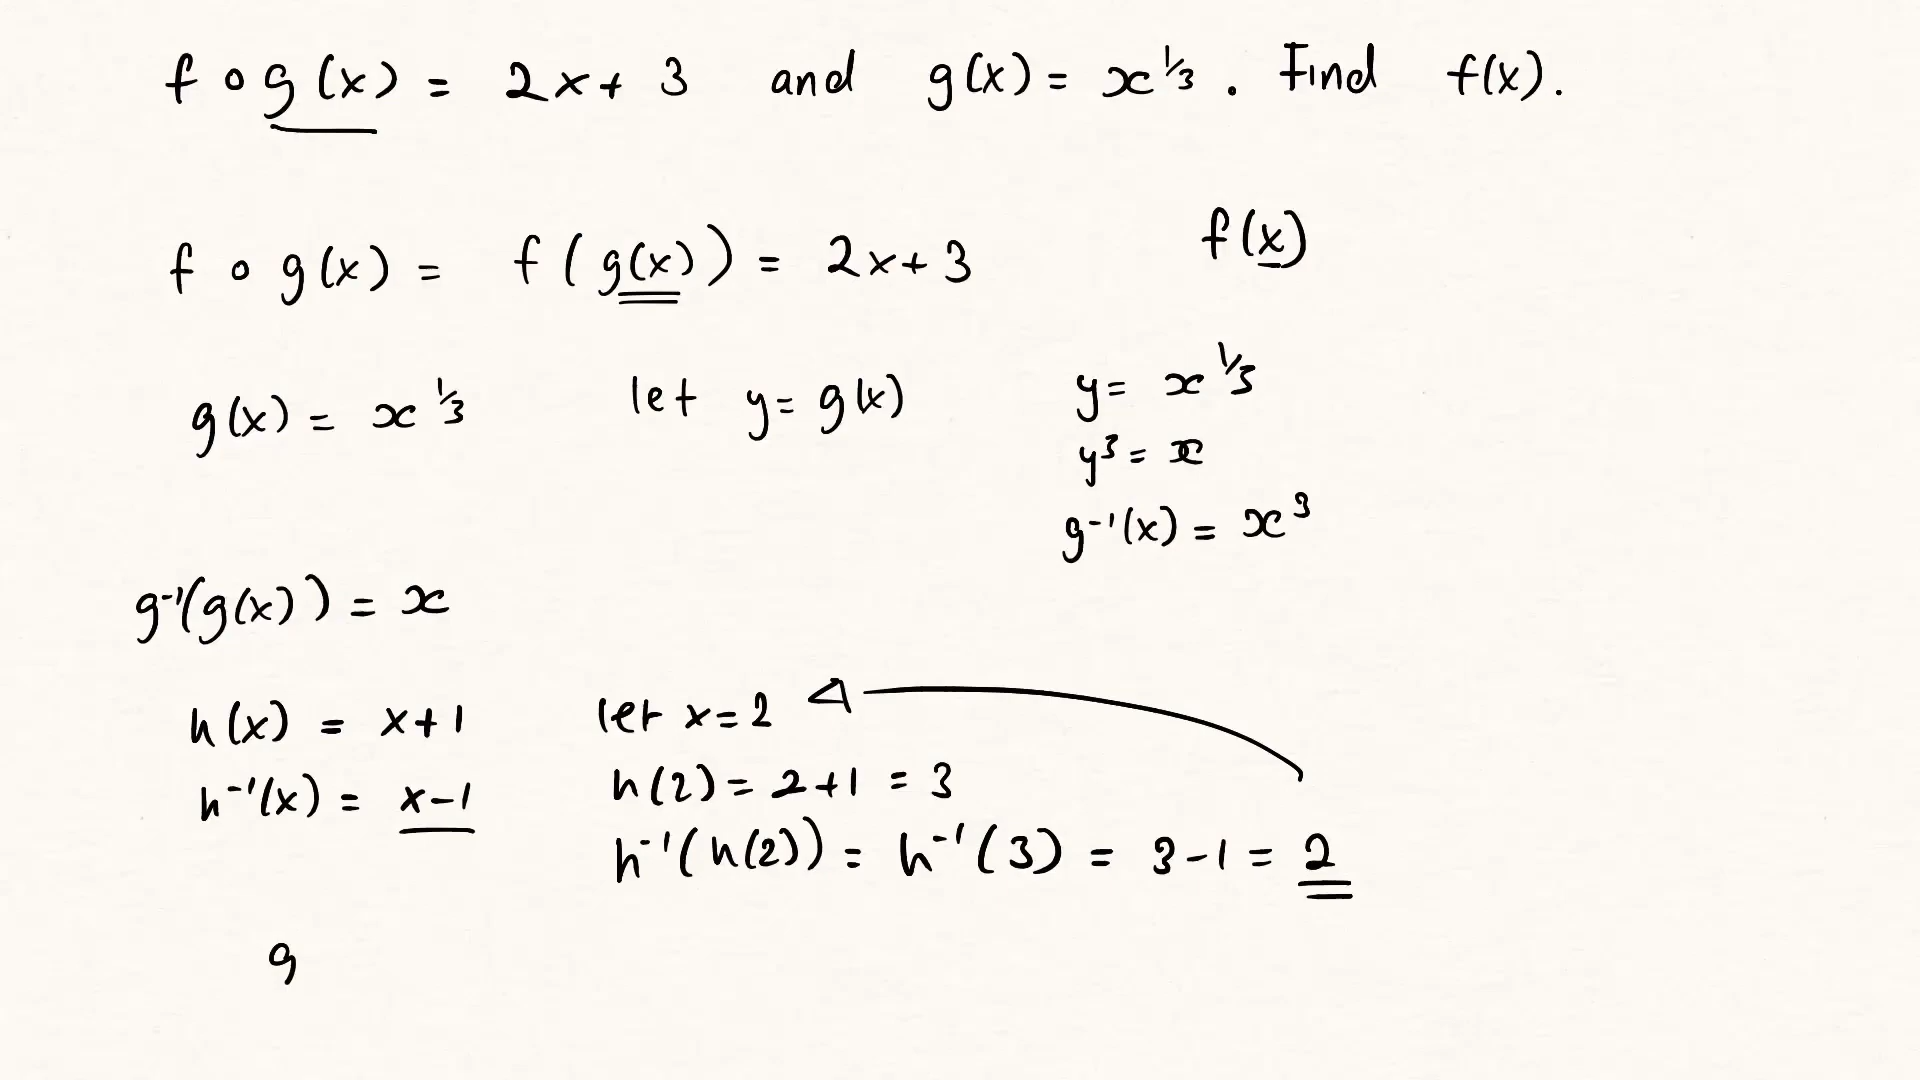 f ∘ g(x) = 2x + 3 and g(x) = x^1/3 . Find f(x).
f ∘ g(x) = f(g(x)) = 2x + 3
f(x)
g(x) = x^1/3
let y = g(x)
y = x^1/3
y³ = x
g⁻¹(x) = x³
g⁻¹(g(x)) = x
h(x) = x + 1
h⁻¹(x) = x - 1
let x = 2
h(2) = 2 + 1 = 3
h⁻¹(h(2)) = h⁻¹(3) = 3 - 1 = 2
g